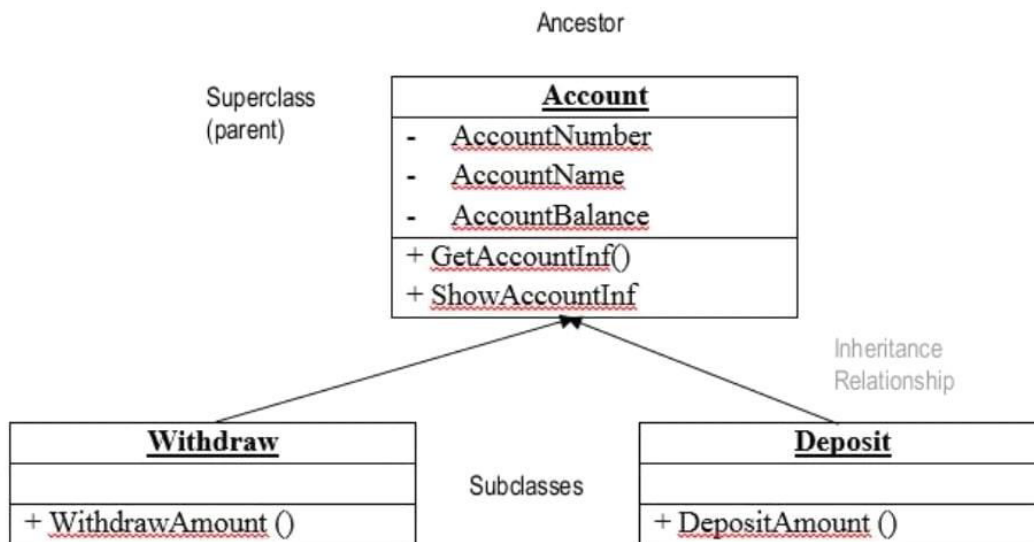 Ancestor
Superclass
(parent)
Account
- AccountNumber
- AccountName
- AccountBalance
+ GetAccountInf()
+ ShowAccountInf
Inheritance
Relationship
Withdraw
+ WithdrawAmount ()
Subclasses
Deposit
+ DepositAmount ()